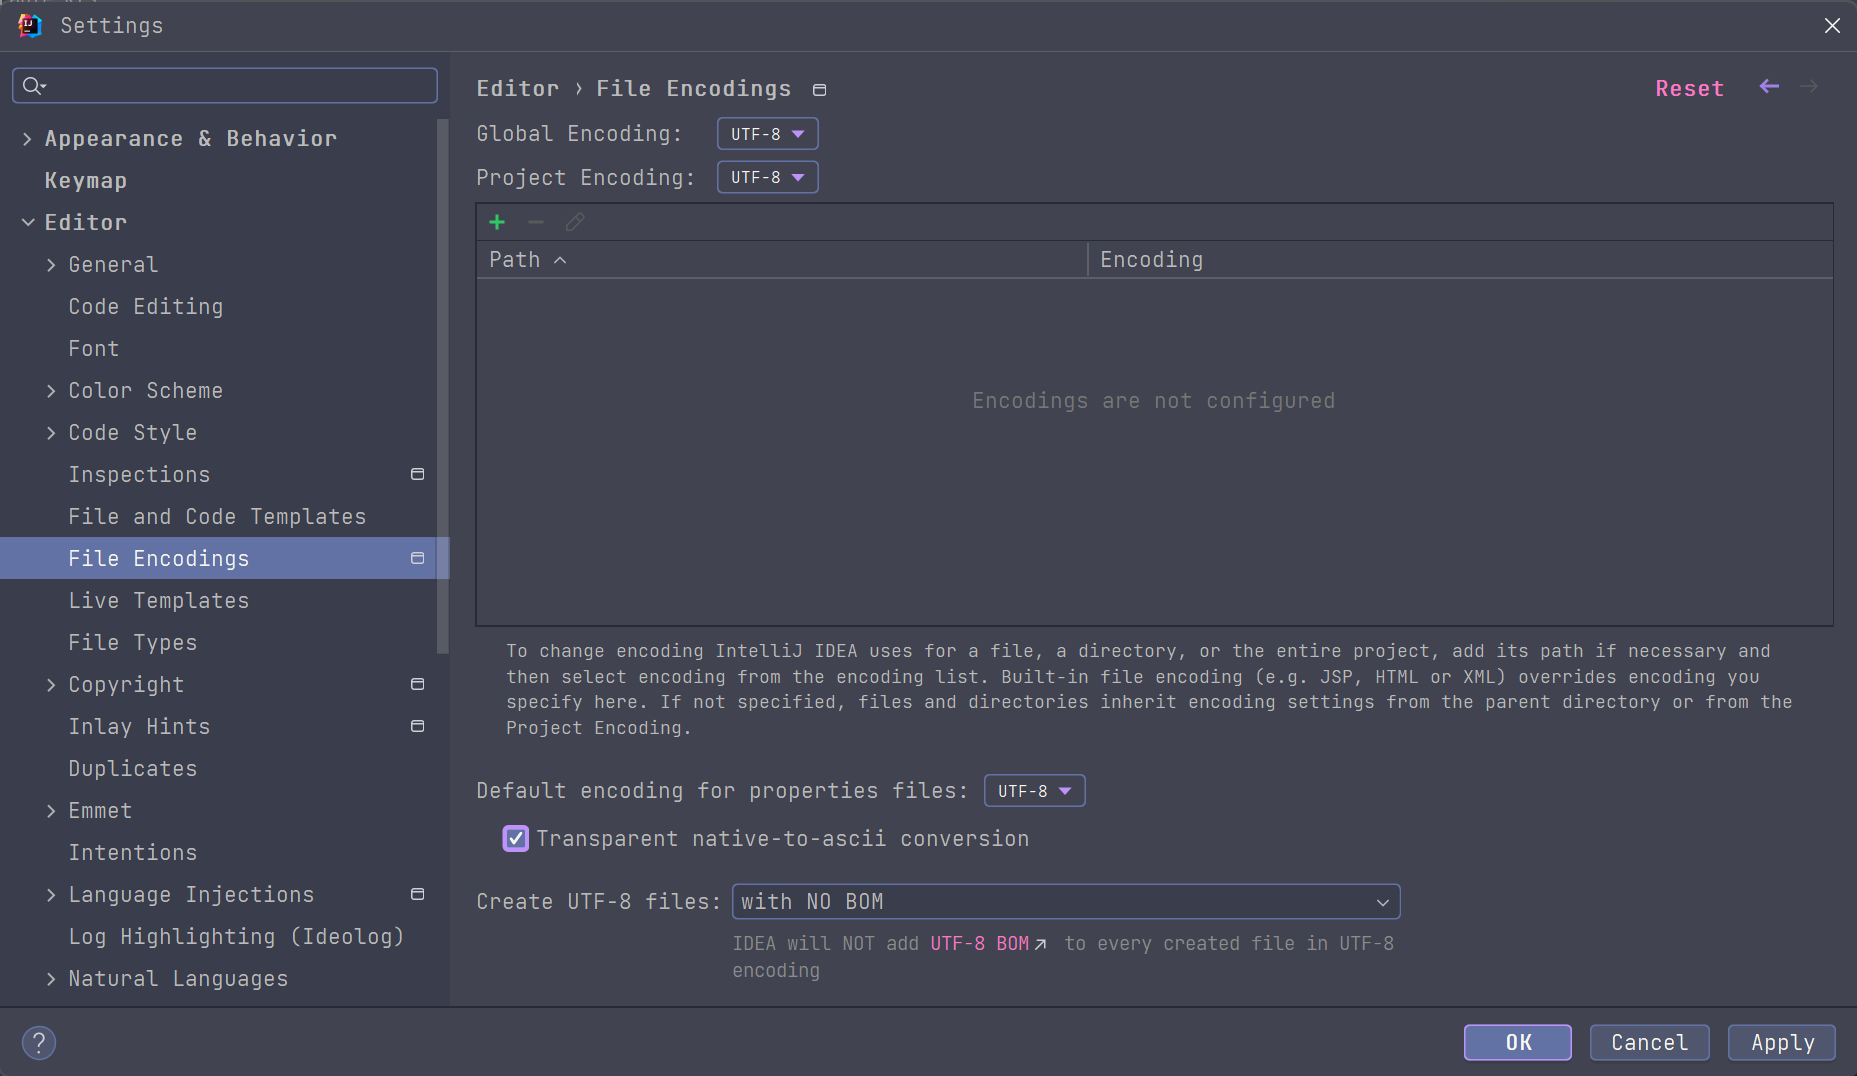 Settings
Appearance & Behavior
Keymap
Editor
General
Code Editing
Font
Color Scheme
Code Style
Inspections
File and Code Templates
File Encodings
Live Templates
File Types
Copyright
Inlay Hints
Duplicates
Emmet
Intentions
Language Injections
Log Highlighting (Ideolog)
Natural Languages
Editor › File Encodings
Reset
Global Encoding: UTF-8
Project Encoding: UTF-8
Path Encoding
Encodings are not configured
To change encoding IntelliJ IDEA uses for a file, a directory, or the entire project, add its path if necessary and
then select encoding from the encoding list. Built-in file encoding (e.g. JSP, HTML or XML) overrides encoding you
specify here. If not specified, files and directories inherit encoding settings from the parent directory or from the
Project Encoding.
Default encoding for properties files: UTF-8
Transparent native-to-ascii conversion
Create UTF-8 files: with NO BOM
IDEA will NOT add UTF-8 BOM↗ to every created file in UTF-8
encoding
?
OK Cancel Apply